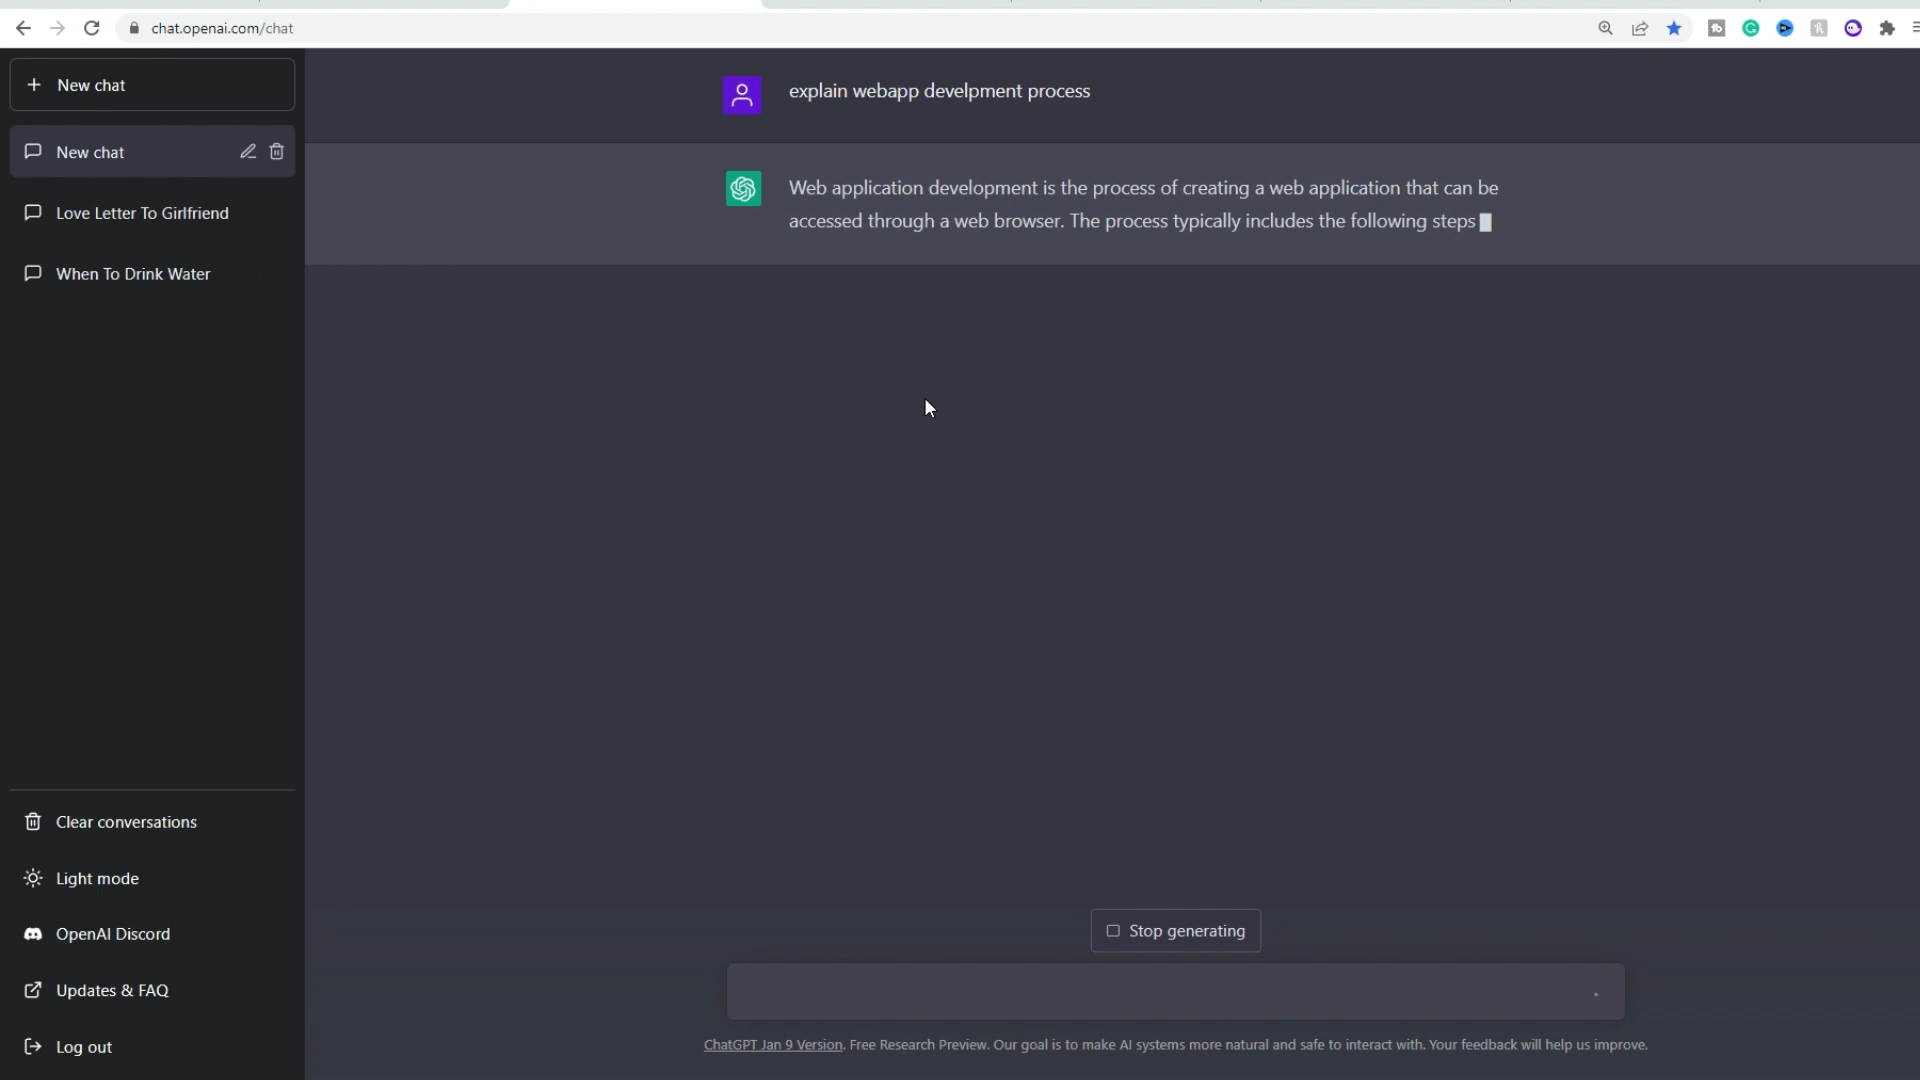 chat.openai.com/chat
New chat
New chat
Love Letter To Girlfriend
When To Drink Water
Clear conversations
Light mode
OpenAI Discord
Updates & FAQ
Log out
explain webapp develpment process
Web application development is the process of creating a web application that can be
accessed through a web browser. The process typically includes the following steps
Stop generating
ChatGPT Jan 9 Version. Free Research Preview. Our goal is to make AI systems more natural and safe to interact with. Your feedback will help us improve.